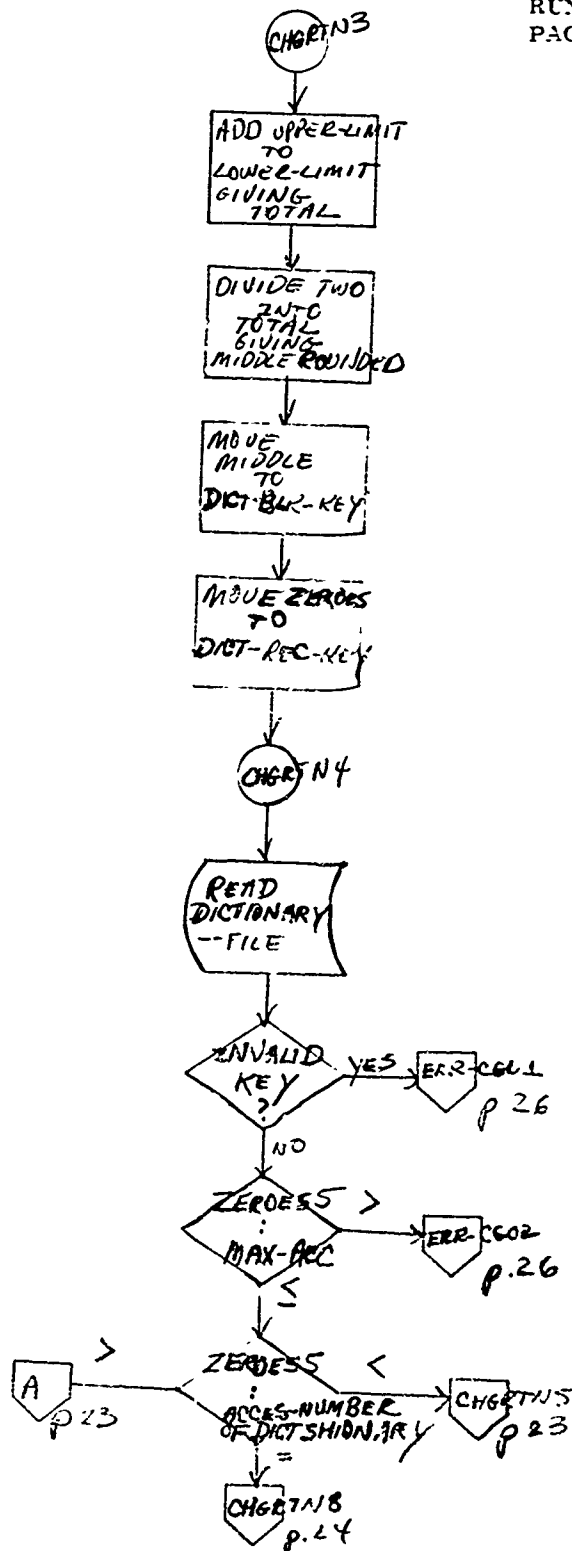 RUN
PAG
CHGRTN3
ADD UPPER-LIMIT
TO
LOWER-LIMIT
GIVING
TOTAL
DIVIDE TWO
INTO
TOTAL
GIVING
MIDDLE ROUNDED
MOVE
MIDDLE
TO
DICT-BLK-KEY
MOVE ZEROES
TO
DICT-REC-KEY
CHGRTN4
READ
DICTIONARY
--FILE
INVALID
KEY
?
YES
ERR-CG01
p 26
NO
ZEROES5
:
MAX-ACC
>
ERR-CG02
p.26
≤
ZEROES5
:
ACCES-NUMBER
OF DICTSHIONARY
>
A
p 23
<
CHGRTN5
p 23
=
CHGRTN8
p.24